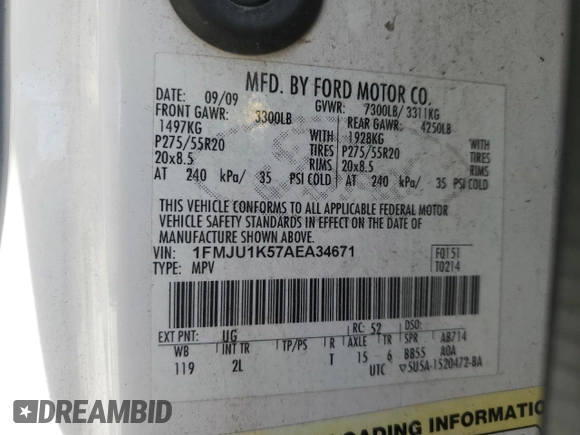 MFD. BY FORD MOTOR CO.
DATE: 09/09 GVWR: 7300LB/ 3311KG
FRONT GAWR: 3300LB REAR GAWR: 4250LB
1497KG WITH 1928KG WITH
P275/55R20 TIRES P275/55R20 TIRES
20x8.5 RIMS 20x8.5 RIMS
AT 240 kPa/ 35 PSI COLD AT 240 kPa/ 35 PSI COLD
THIS VEHICLE CONFORMS TO ALL APPLICABLE FEDERAL MOTOR
VEHICLE SAFETY STANDARDS IN EFFECT ON THE DATE OF
MANUFACTURE SHOWN ABOVE.
VIN: 1FMJU1K57AEA34671 F0151
TYPE: MPV T0214
EXT PNT: UG RC: 52 DSO:
WB INT TR TP/PS R AXLE TR SPR AB714
119 2L T 15 6 BB55 A0A
UTC ▽5U5A-1520472-BA
LOADING INFORMATION
DREAMBID